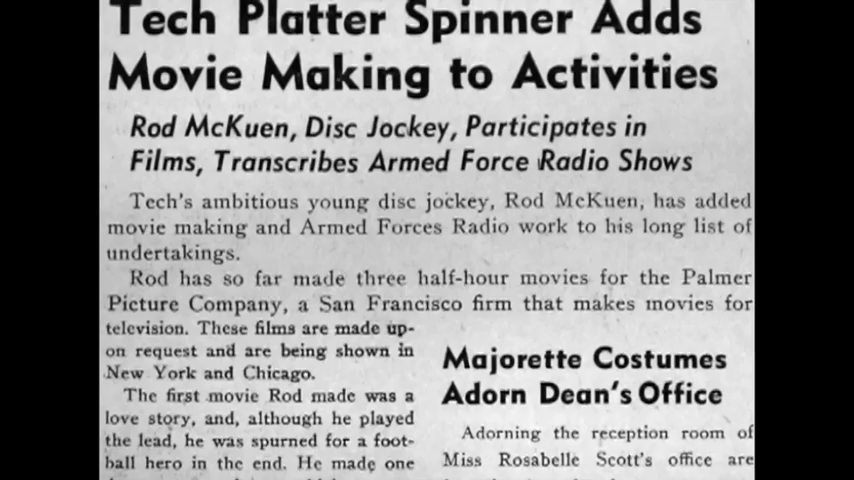 Tech Platter Spinner Adds
Movie Making to Activities
Rod McKuen, Disc Jockey, Participates in
Films, Transcribes Armed Force Radio Shows
Tech's ambitious young disc jockey, Rod McKuen, has added
movie making and Armed Forces Radio work to his long list of
undertakings.
Rod has so far made three half-hour movies for the Palmer
Picture Company, a San Francisco firm that makes movies for
television. These films are made up-
on request and are being shown in
New York and Chicago.
The first movie Rod made was a
love story, and, although he played
the lead, he was spurned for a foot-
ball hero in the end. He made one
Majorette Costumes
Adorn Dean's Office
Adorning the reception room of
Miss Rosabelle Scott's office are